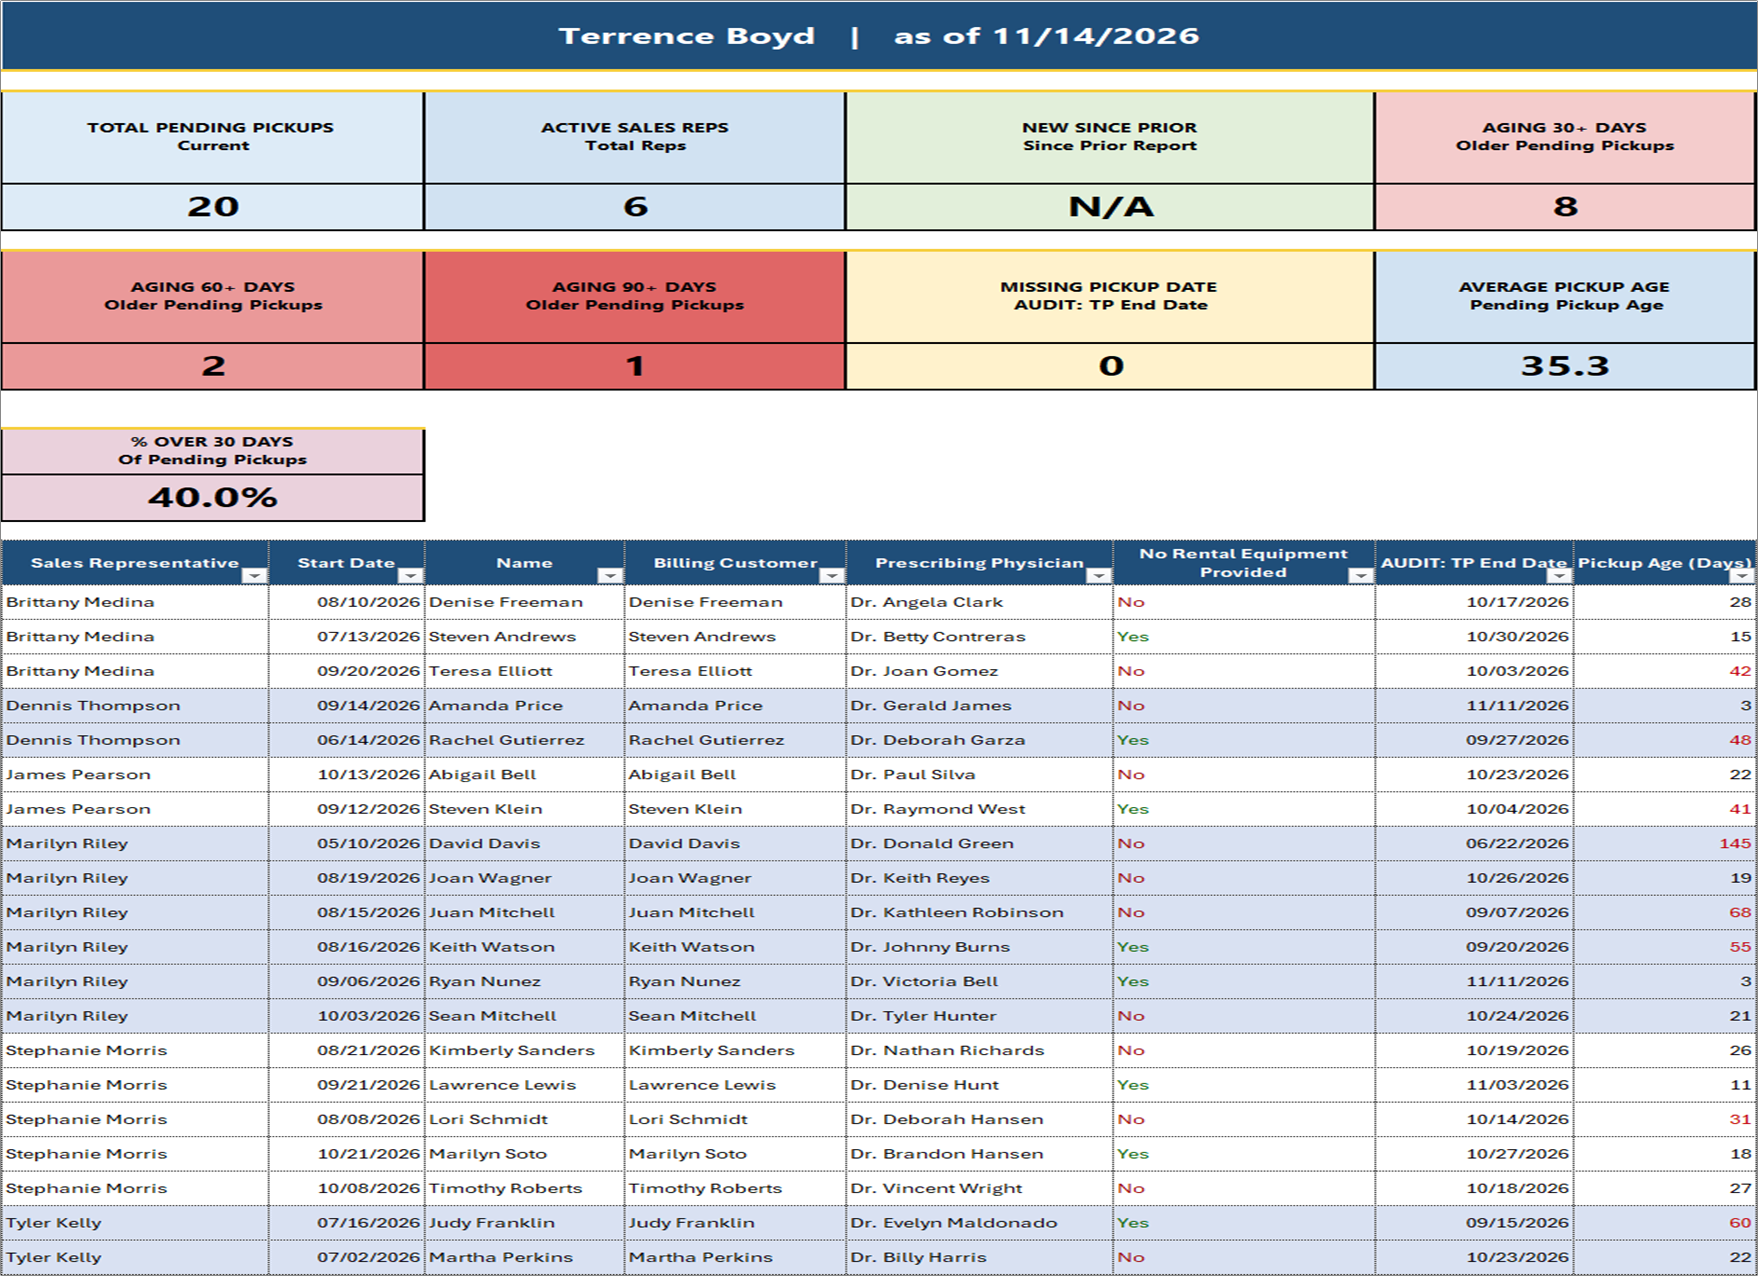 Terrence Boyd | as of 11/14/2026
TOTAL PENDING PICKUPS
Current
ACTIVE SALES REPS
Total Reps
NEW SINCE PRIOR
Since Prior Report
AGING 30+ DAYS
Older Pending Pickups
20 6 N/A 8
AGING 60+ DAYS
Older Pending Pickups
AGING 90+ DAYS
Older Pending Pickups
MISSING PICKUP DATE
AUDIT: TP End Date
AVERAGE PICKUP AGE
Pending Pickup Age
2 1 0 35.3
% OVER 30 DAYS
Of Pending Pickups
40.0%
Sales Representative Start Date Name Billing Customer Prescribing Physician No Rental Equipment Provided AUDIT: TP End Date Pickup Age (Days)
Brittany Medina 08/10/2026 Denise Freeman Denise Freeman Dr. Angela Clark No 10/17/2026 28
Brittany Medina 07/13/2026 Steven Andrews Steven Andrews Dr. Betty Contreras Yes 10/30/2026 15
Brittany Medina 09/20/2026 Teresa Elliott Teresa Elliott Dr. Joan Gomez No 10/03/2026 42
Dennis Thompson 09/14/2026 Amanda Price Amanda Price Dr. Gerald James No 11/11/2026 3
Dennis Thompson 06/14/2026 Rachel Gutierrez Rachel Gutierrez Dr. Deborah Garza Yes 09/27/2026 48
James Pearson 10/13/2026 Abigail Bell Abigail Bell Dr. Paul Silva No 10/23/2026 22
James Pearson 09/12/2026 Steven Klein Steven Klein Dr. Raymond West Yes 10/04/2026 41
Marilyn Riley 05/10/2026 David Davis David Davis Dr. Donald Green No 06/22/2026 145
Marilyn Riley 08/19/2026 Joan Wagner Joan Wagner Dr. Keith Reyes No 10/26/2026 19
Marilyn Riley 08/15/2026 Juan Mitchell Juan Mitchell Dr. Kathleen Robinson No 09/07/2026 68
Marilyn Riley 08/16/2026 Keith Watson Keith Watson Dr. Johnny Burns Yes 09/20/2026 55
Marilyn Riley 09/06/2026 Ryan Nunez Ryan Nunez Dr. Victoria Bell Yes 11/11/2026 3
Marilyn Riley 10/03/2026 Sean Mitchell Sean Mitchell Dr. Tyler Hunter No 10/24/2026 21
Stephanie Morris 08/21/2026 Kimberly Sanders Kimberly Sanders Dr. Nathan Richards No 10/19/2026 26
Stephanie Morris 09/21/2026 Lawrence Lewis Lawrence Lewis Dr. Denise Hunt Yes 11/03/2026 11
Stephanie Morris 08/08/2026 Lori Schmidt Lori Schmidt Dr. Deborah Hansen No 10/14/2026 31
Stephanie Morris 10/21/2026 Marilyn Soto Marilyn Soto Dr. Brandon Hansen Yes 10/27/2026 18
Stephanie Morris 10/08/2026 Timothy Roberts Timothy Roberts Dr. Vincent Wright No 10/18/2026 27
Tyler Kelly 07/16/2026 Judy Franklin Judy Franklin Dr. Evelyn Maldonado Yes 09/15/2026 60
Tyler Kelly 07/02/2026 Martha Perkins Martha Perkins Dr. Billy Harris No 10/23/2026 22